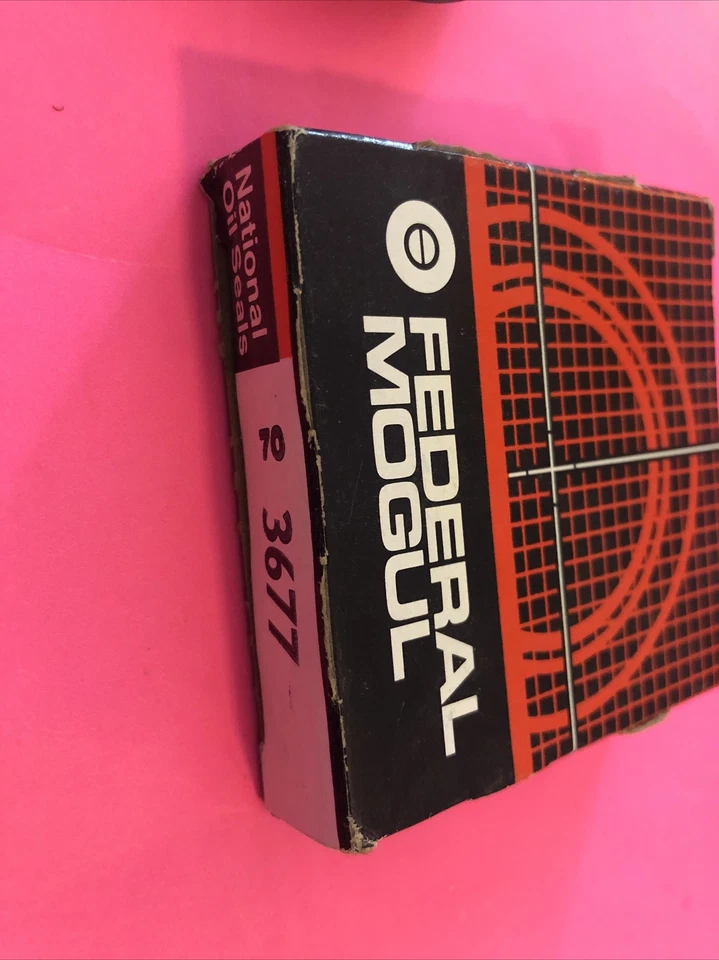 National
Oil Seals
70 3677
FEDERAL
MOGUL